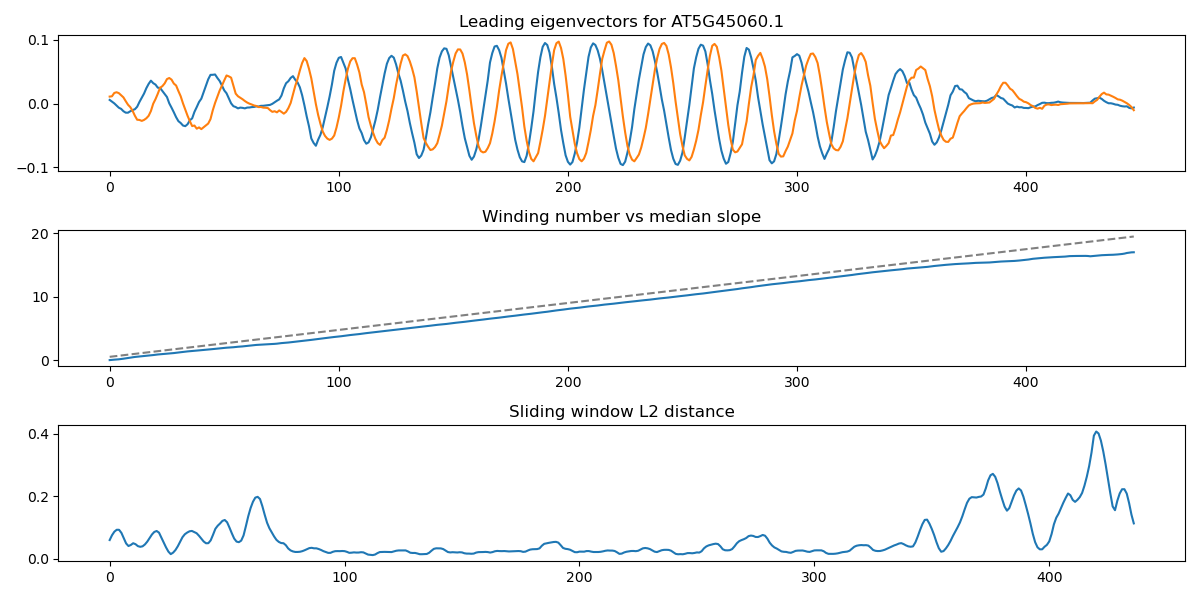 Leading eigenvectors for AT5G45060.1
0.1
0.0
−0.1
0 100 200 300 400
Winding number vs median slope
20
10
0
0 100 200 300 400
Sliding window L2 distance
0.4
0.2
0.0
0 100 200 300 400